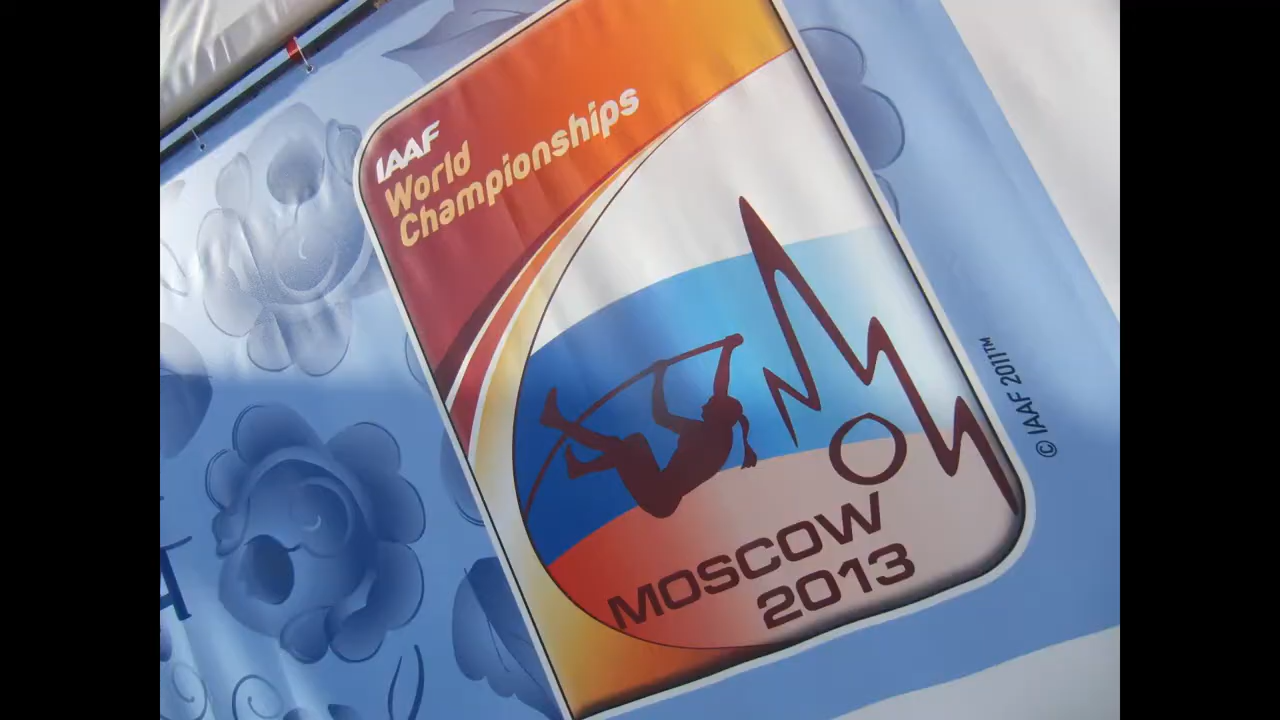 IAAF
World
Championships
MOSCOW
2013
© IAAF 2011™